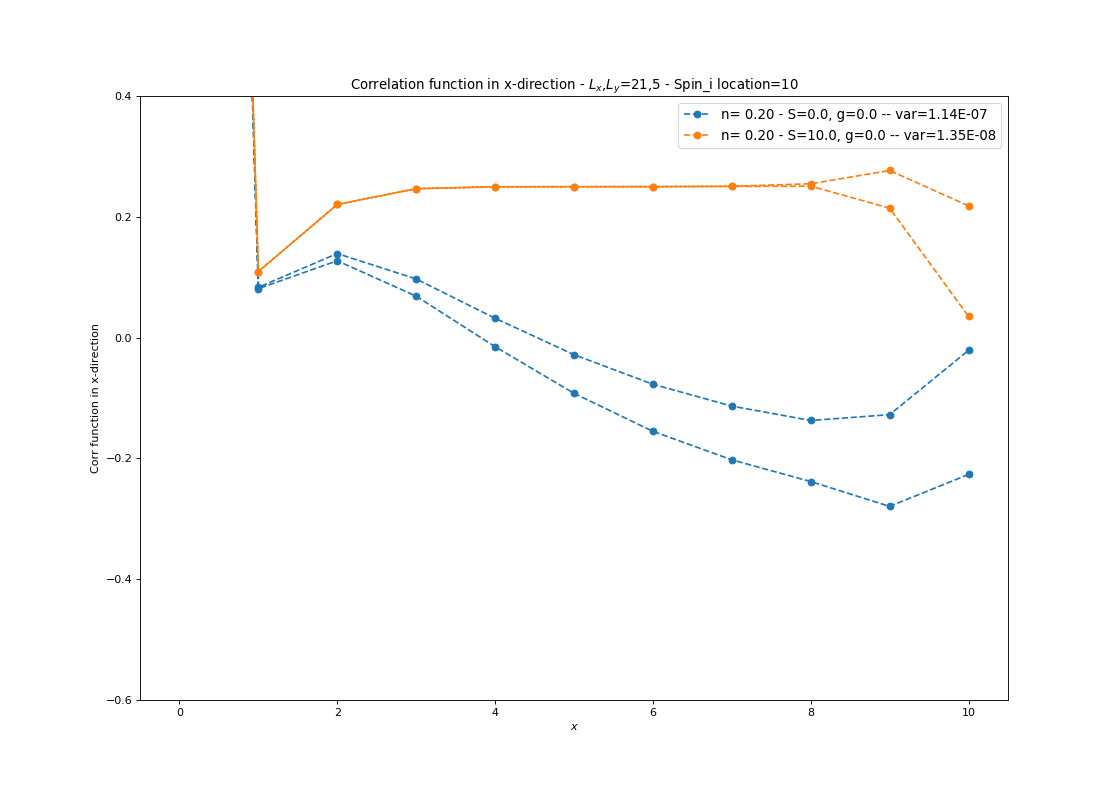 Correlation function in x-direction - Lx,Ly=21,5 - Spin_i location=10
n= 0.20 - S=0.0, g=0.0 -- var=1.14E-07
n= 0.20 - S=10.0, g=0.0 -- var=1.35E-08
Corr function in x-direction
0.4
0.2
0.0
−0.2
−0.4
−0.6
0 2 4 6 8 10
x